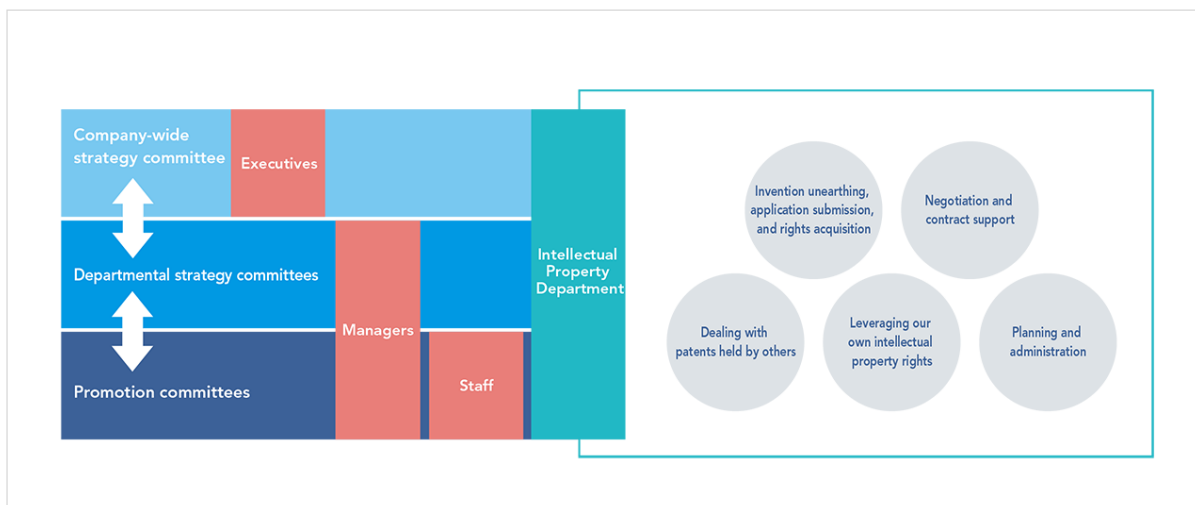 Company-wide
strategy committee
Executives
Departmental strategy committees
Managers
Promotion committees
Staff
Intellectual
Property
Department
Invention unearthing,
application submission,
and rights acquisition
Negotiation and
contract support
Dealing with
patents held by others
Leveraging our
own intellectual
property rights
Planning and
administration